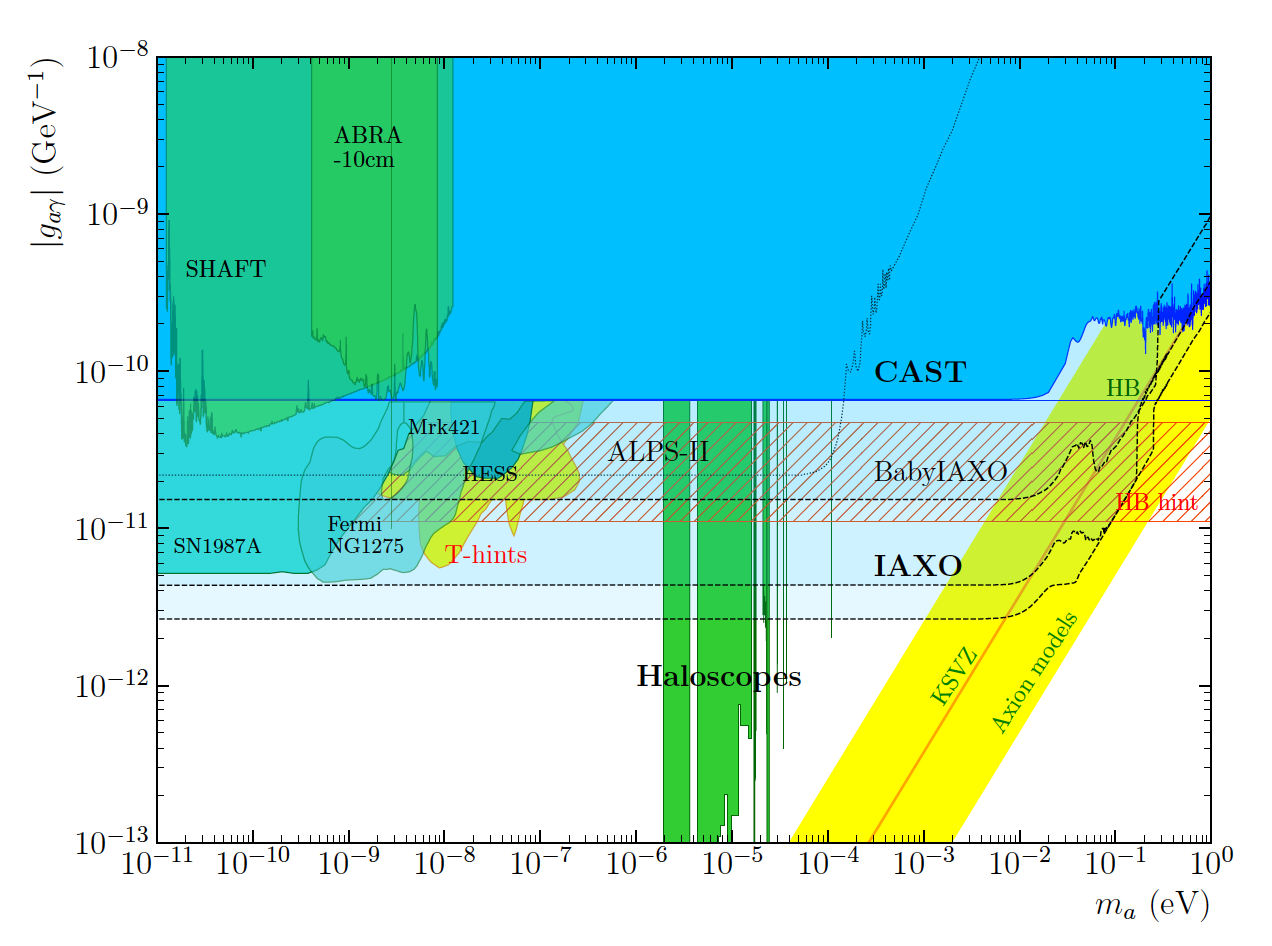 |g_{aγ}| (GeV^{−1})
10^{−8}
10^{−9}
10^{−10}
10^{−11}
10^{−12}
10^{−13}
ABRA
-10cm
SHAFT
CAST
HB
Mrk421
ALPS-II
HESS
BabyIAXO
HB hint
Fermi
NG1275
SN1987A
T-hints
IAXO
Haloscopes
KSVZ
Axion models
10^{−11} 10^{−10} 10^{−9} 10^{−8} 10^{−7} 10^{−6} 10^{−5} 10^{−4} 10^{−3} 10^{−2} 10^{−1} 10^{0}
m_a (eV)